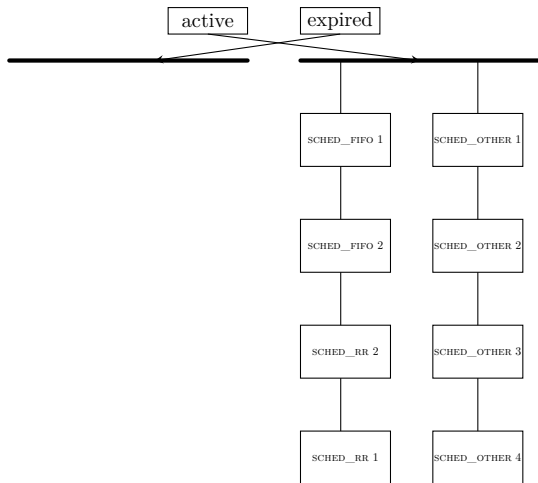 active expired
SCHED_FIFO 1 SCHED_OTHER 1
SCHED_FIFO 2 SCHED_OTHER 2
SCHED_RR 2 SCHED_OTHER 3
SCHED_RR 1 SCHED_OTHER 4